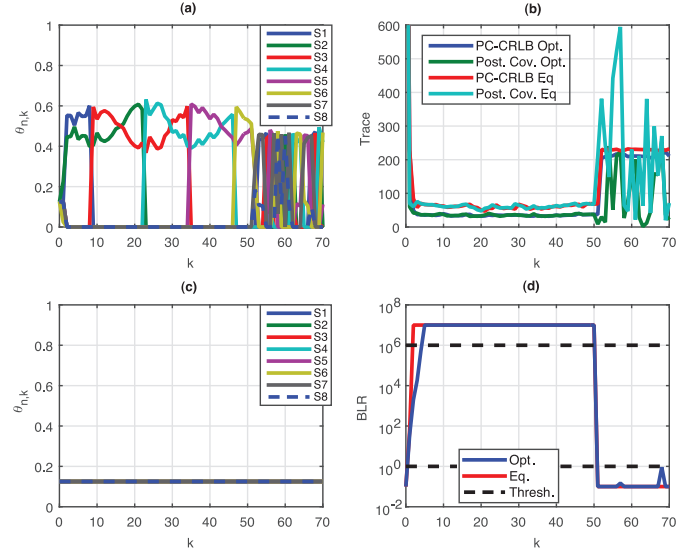 (a)
1
0.8
0.6
0.4
0.2
0
θn,k
0 10 20 30 40 50 60 70
k
S1
S2
S3
S4
S5
S6
S7
S8
(b)
600
500
400
300
200
100
0
Trace
0 10 20 30 40 50 60 70
k
PC-CRLB Opt.
Post. Cov. Opt.
PC-CRLB Eq
Post. Cov. Eq
(c)
1
0.8
0.6
0.4
0.2
0
θn,k
0 10 20 30 40 50 60 70
k
S1
S2
S3
S4
S5
S6
S7
S8
(d)
10^8
10^6
10^4
10^2
10^0
10^-2
BLR
0 10 20 30 40 50 60 70
k
Opt.
Eq.
Thresh.